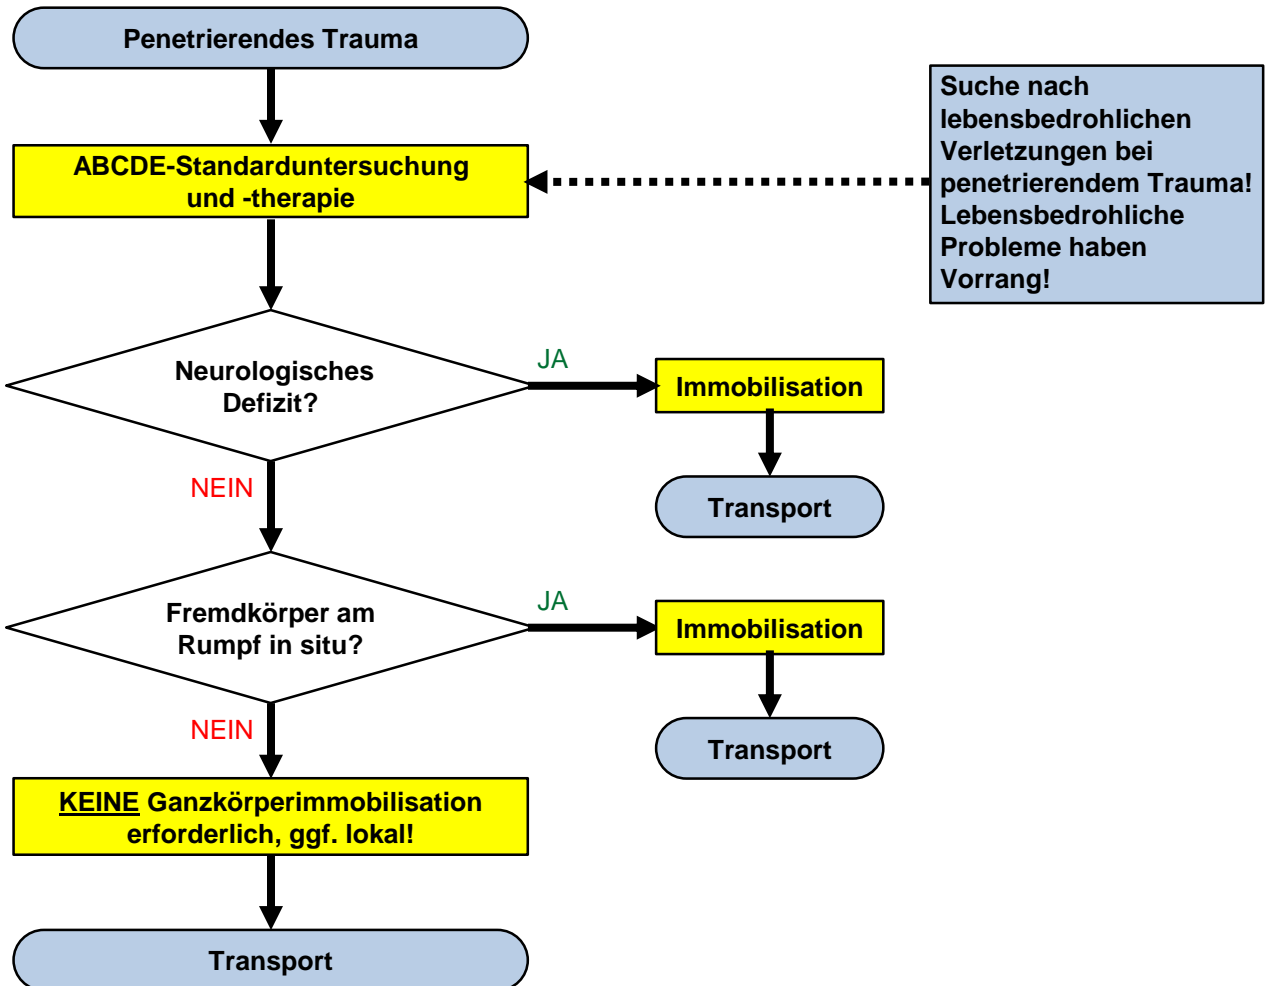 Penetrierendes Trauma
ABCDE-Standarduntersuchung
und -therapie
Suche nach
lebensbedrohlichen
Verletzungen bei
penetrierendem Trauma!
Lebensbedrohliche
Probleme haben
Vorrang!
Neurologisches
Defizit?
JA
Immobilisation
Transport
NEIN
Fremdkörper am
Rumpf in situ?
JA
Immobilisation
Transport
NEIN
KEINE Ganzkörperimmobilisation
erforderlich, ggf. lokal!
Transport